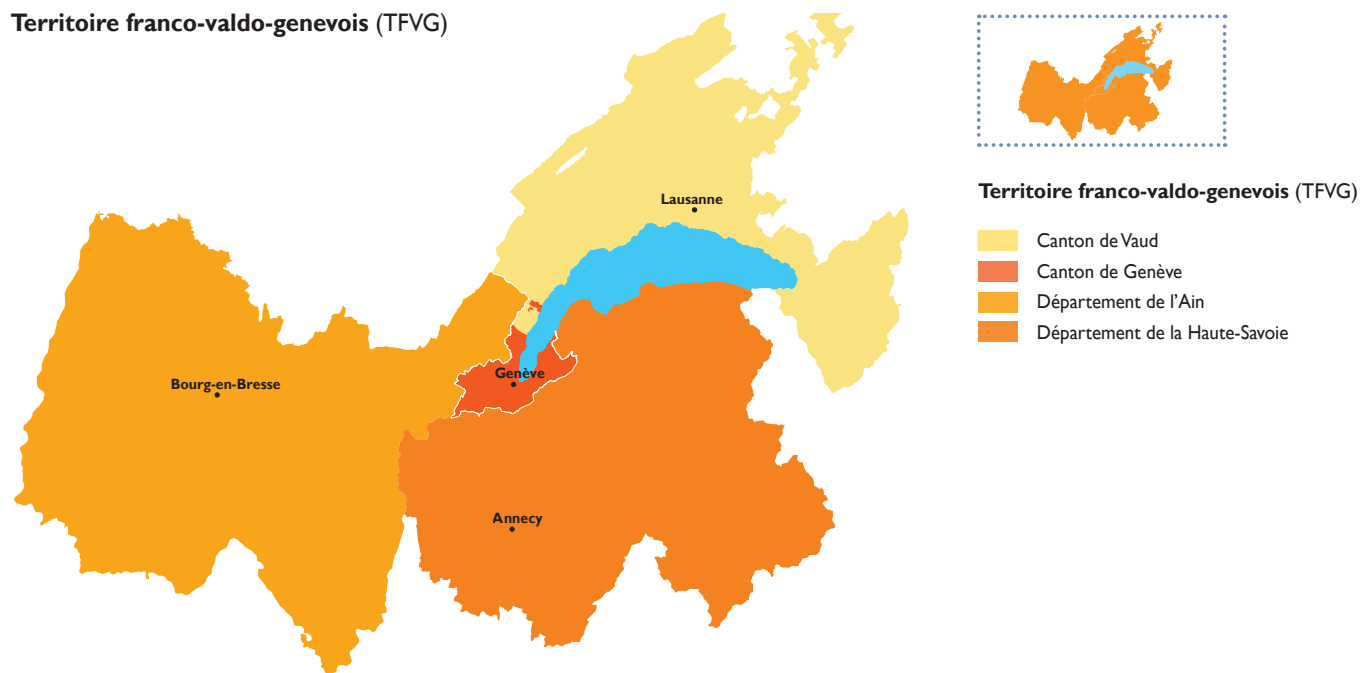 Territoire franco-valdo-genevois (TFVG)
Lausanne
Genève
Bourg-en-Bresse
Annecy
Territoire franco-valdo-genevois (TFVG)
Canton de Vaud
Canton de Genève
Département de l'Ain
Département de la Haute-Savoie